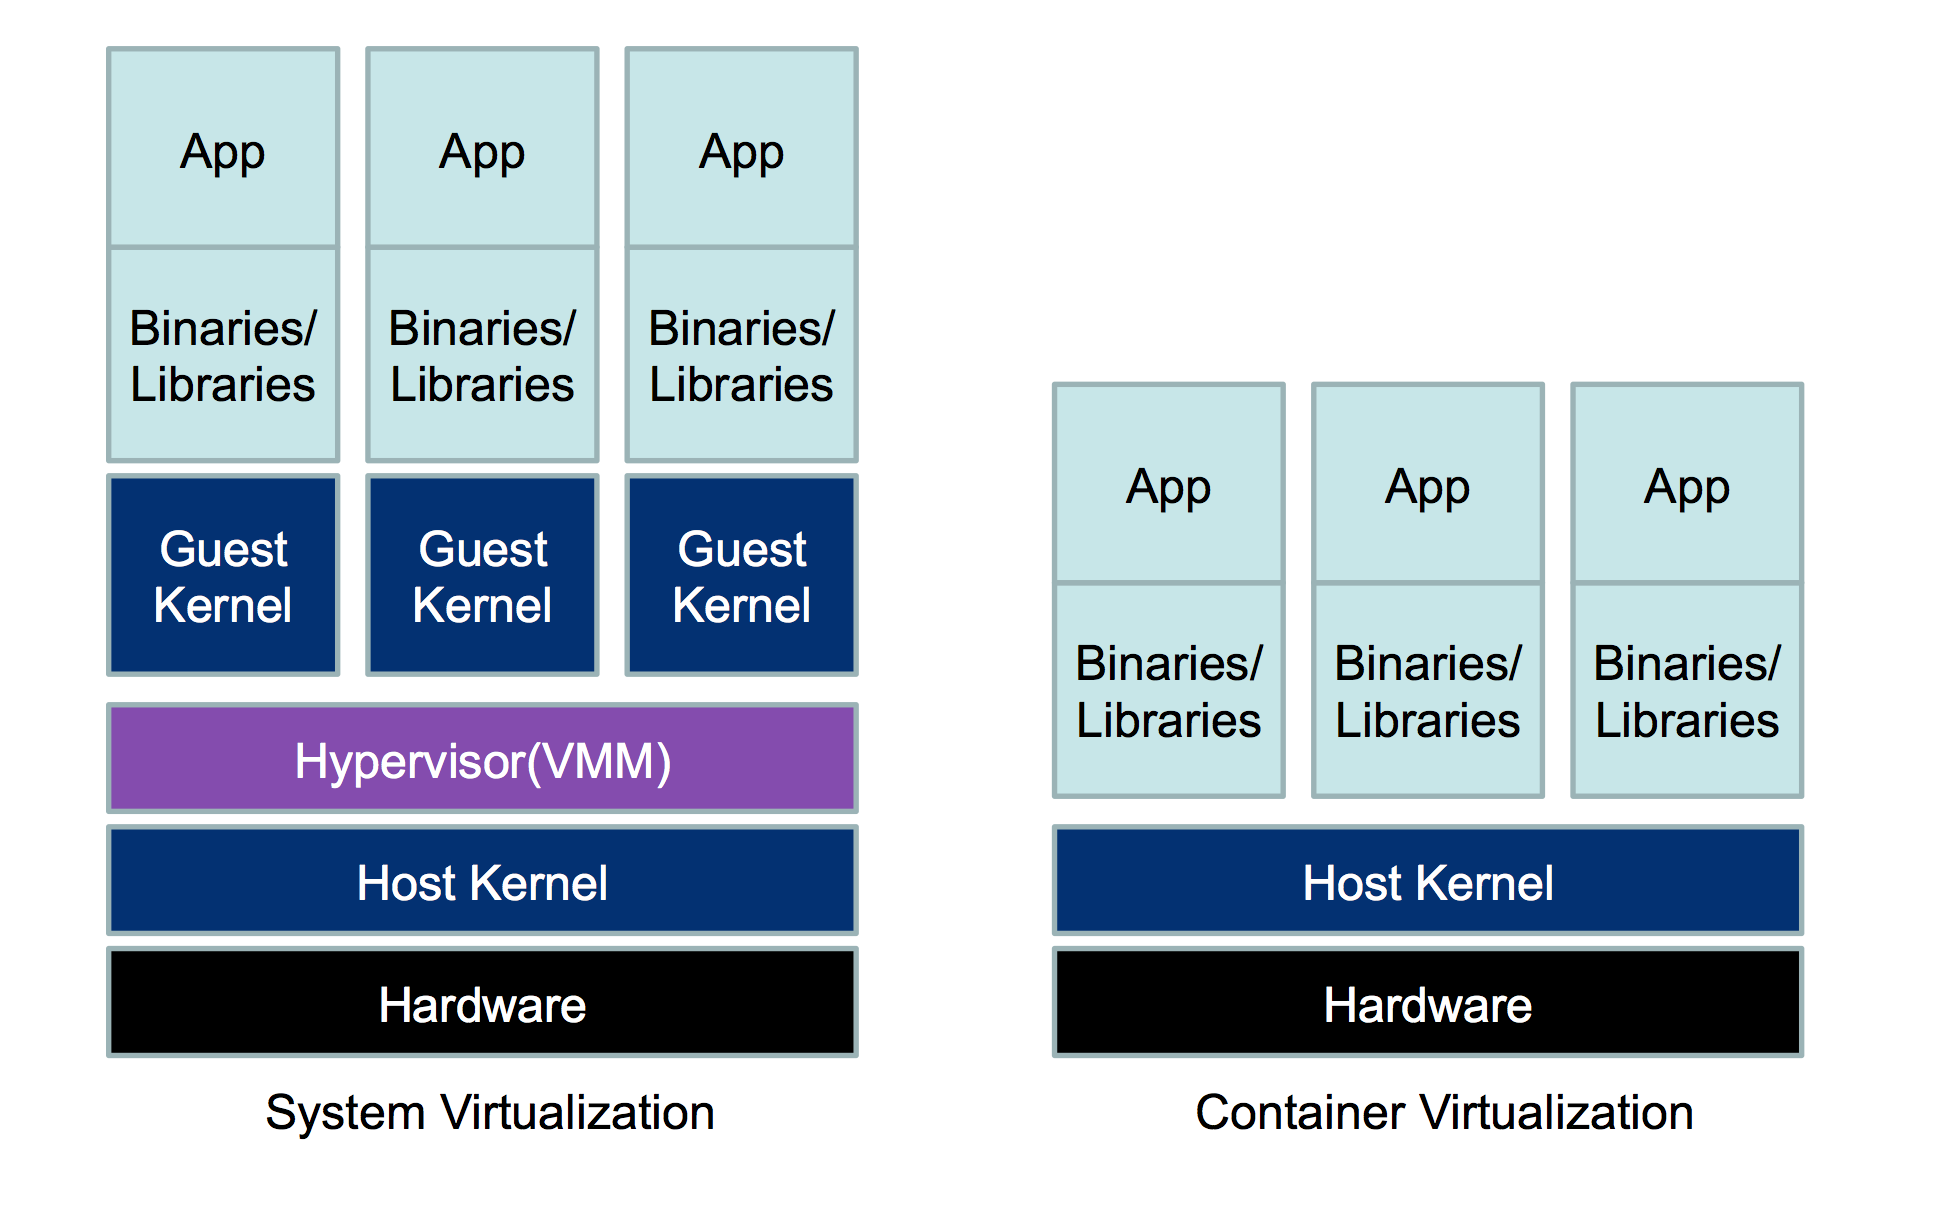 App
App
App
Binaries/
Libraries
Binaries/
Libraries
Binaries/
Libraries
Guest
Kernel
Guest
Kernel
Guest
Kernel
Hypervisor(VMM)
Host Kernel
Hardware
System Virtualization
App
App
App
Binaries/
Libraries
Binaries/
Libraries
Binaries/
Libraries
Host Kernel
Hardware
Container Virtualization